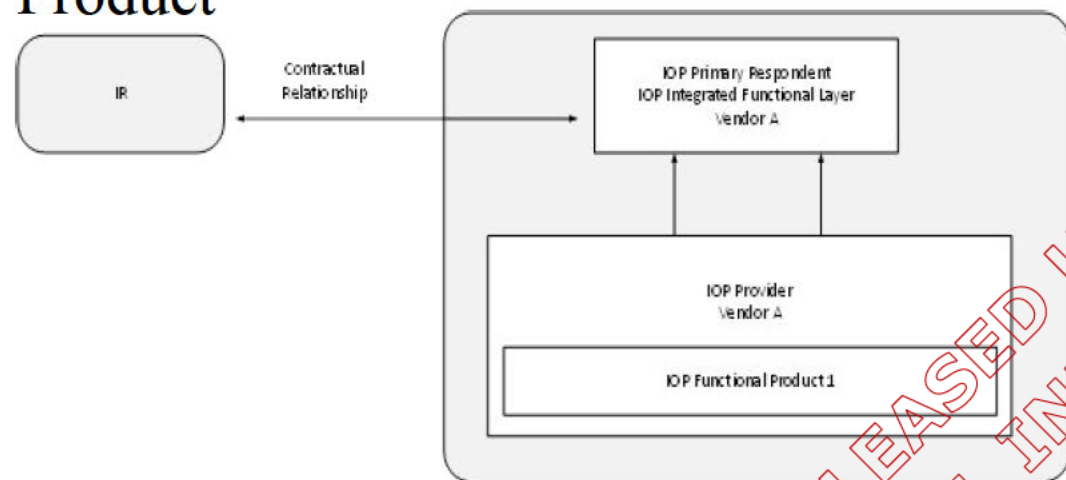 Product
IR
Contractual
Relationship
IOP Primary Respondent
IOP Integrated Functional Layer
Vendor A
IOP Provider
Vendor A
IOP Functional Product 1